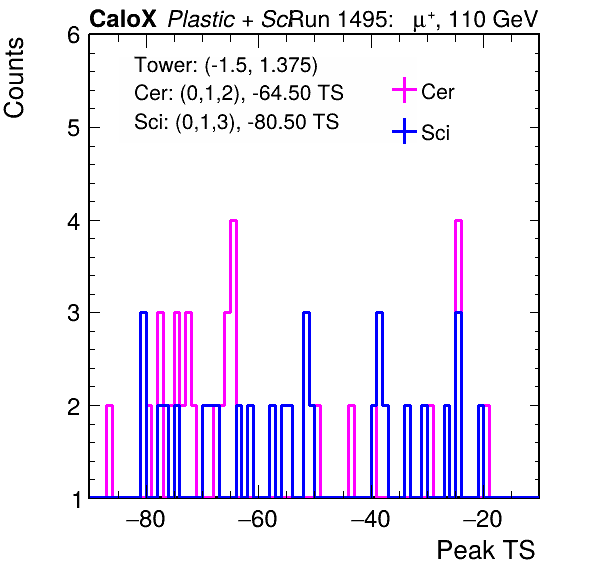 CaloX Plastic + Sci Run 1495: μ+, 110 GeV
Counts
6
Tower: (-1.5, 1.375)
Cer: (0,1,2), -64.50 TS
Sci: (0,1,3), -80.50 TS
Cer
Sci
5
4
3
2
1
−80 −60 −40 −20
Peak TS